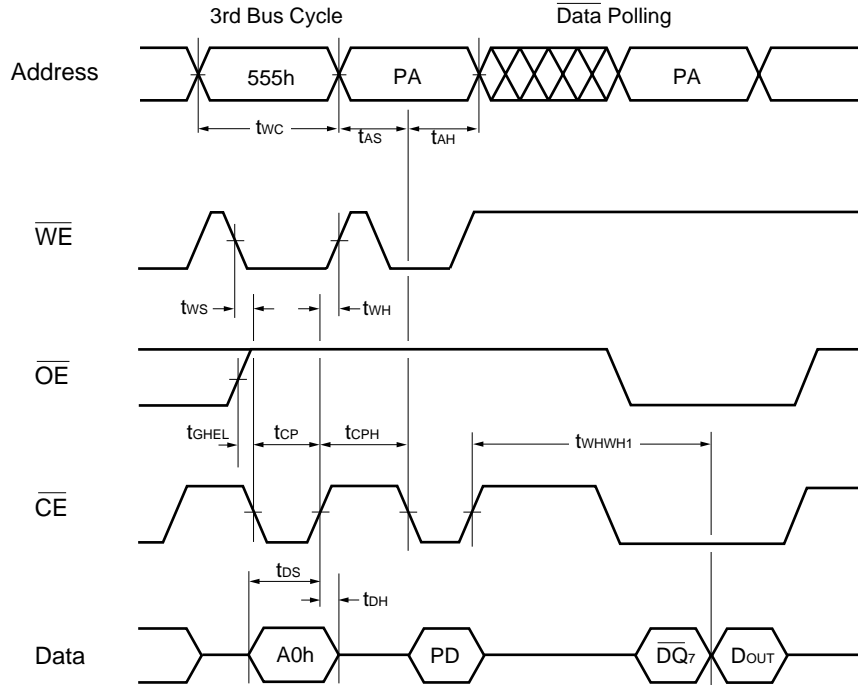 3rd Bus Cycle Data Polling
Address 555h PA PA
tWC tAS tAH
WE
tWS tWH
OE
tGHEL tCP tCPH tWHWH1
CE
tDS
tDH
Data A0h PD DQ7 DOUT